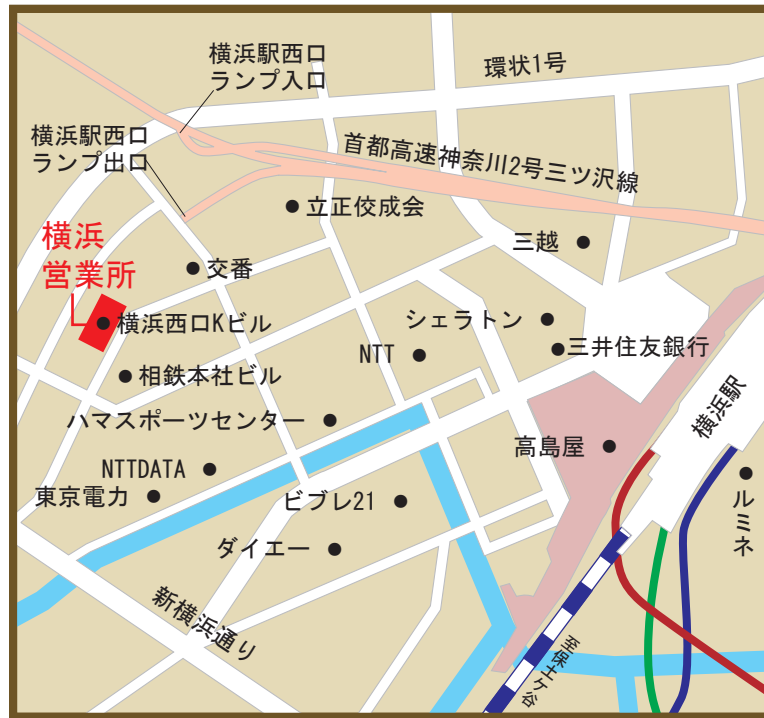 横浜駅西口
ランプ入口
環状1号
横浜駅西口
ランプ出口
首都高速神奈川2号三ツ沢線
立正佼成会
横浜
営業所
三越
交番
横浜西口Kビル
シェラトン
NTT
三井住友銀行
相鉄本社ビル
横浜駅
ハマスポーツセンター
高島屋
NTTDATA
東京電力
ビブレ21
ルミネ
ダイエー
新横浜通り
至保土ケ谷